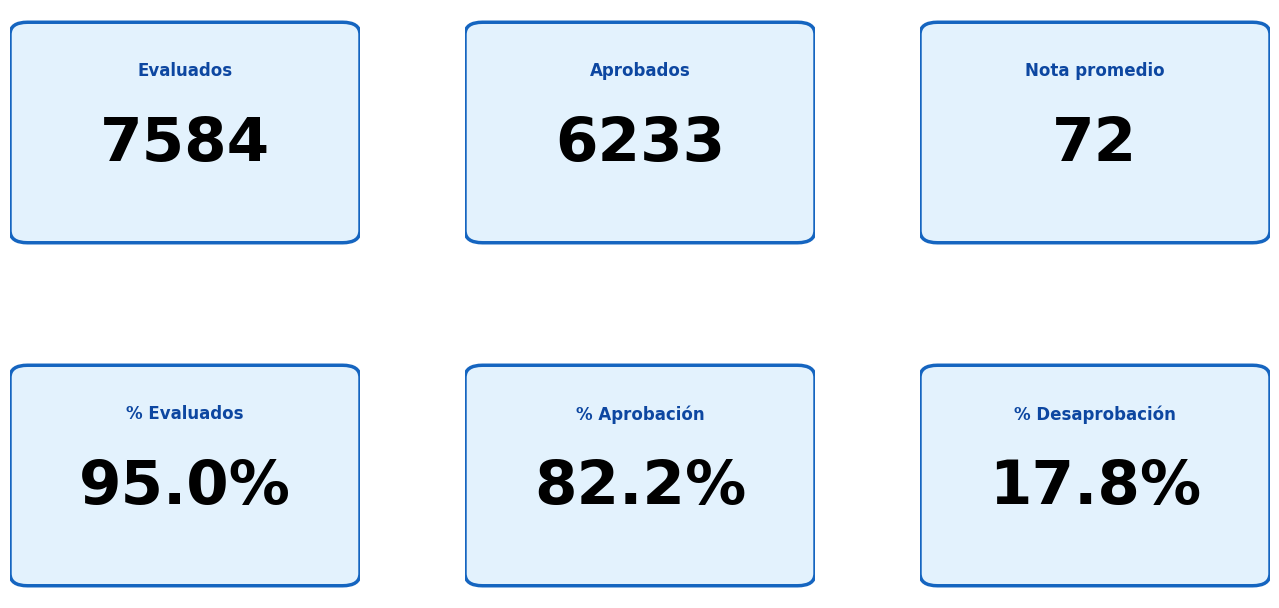 Evaluados
7584
Aprobados
6233
Nota promedio
72
% Evaluados
95.0%
% Aprobación
82.2%
% Desaprobación
17.8%